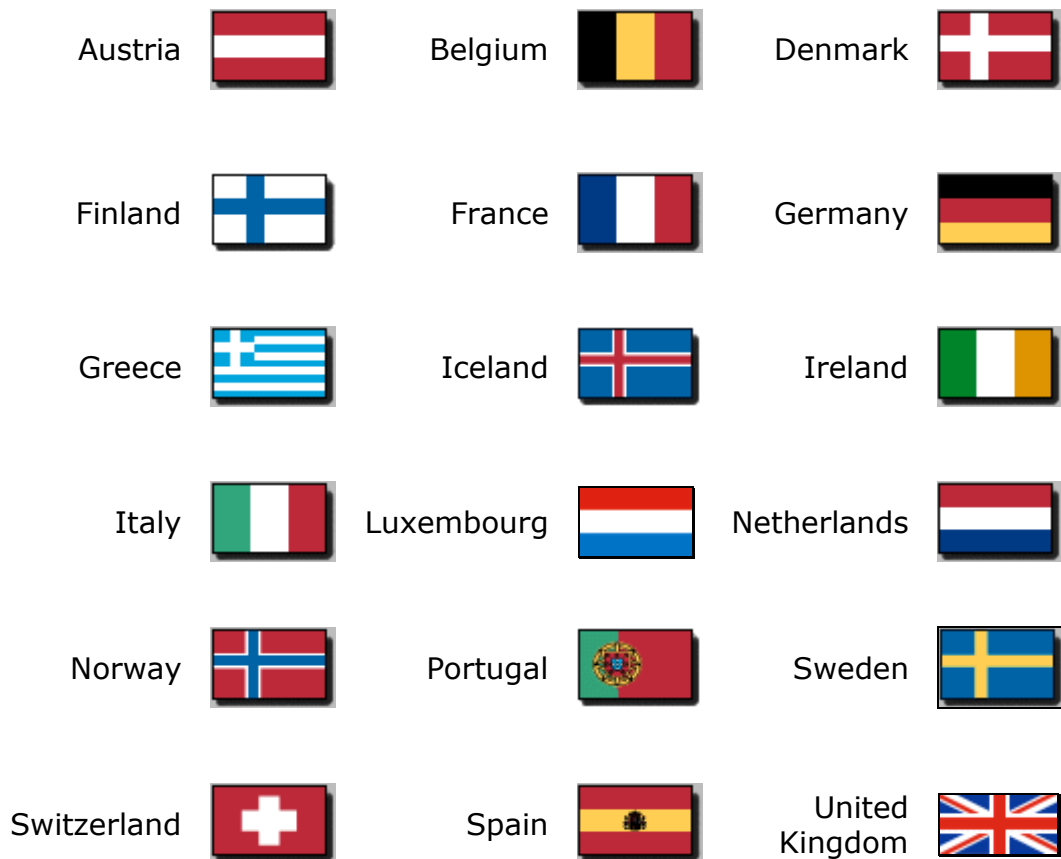 Austria
Belgium
Denmark
Finland
France
Germany
Greece
Iceland
Ireland
Italy
Luxembourg
Netherlands
Norway
Portugal
Sweden
Switzerland
Spain
United
Kingdom